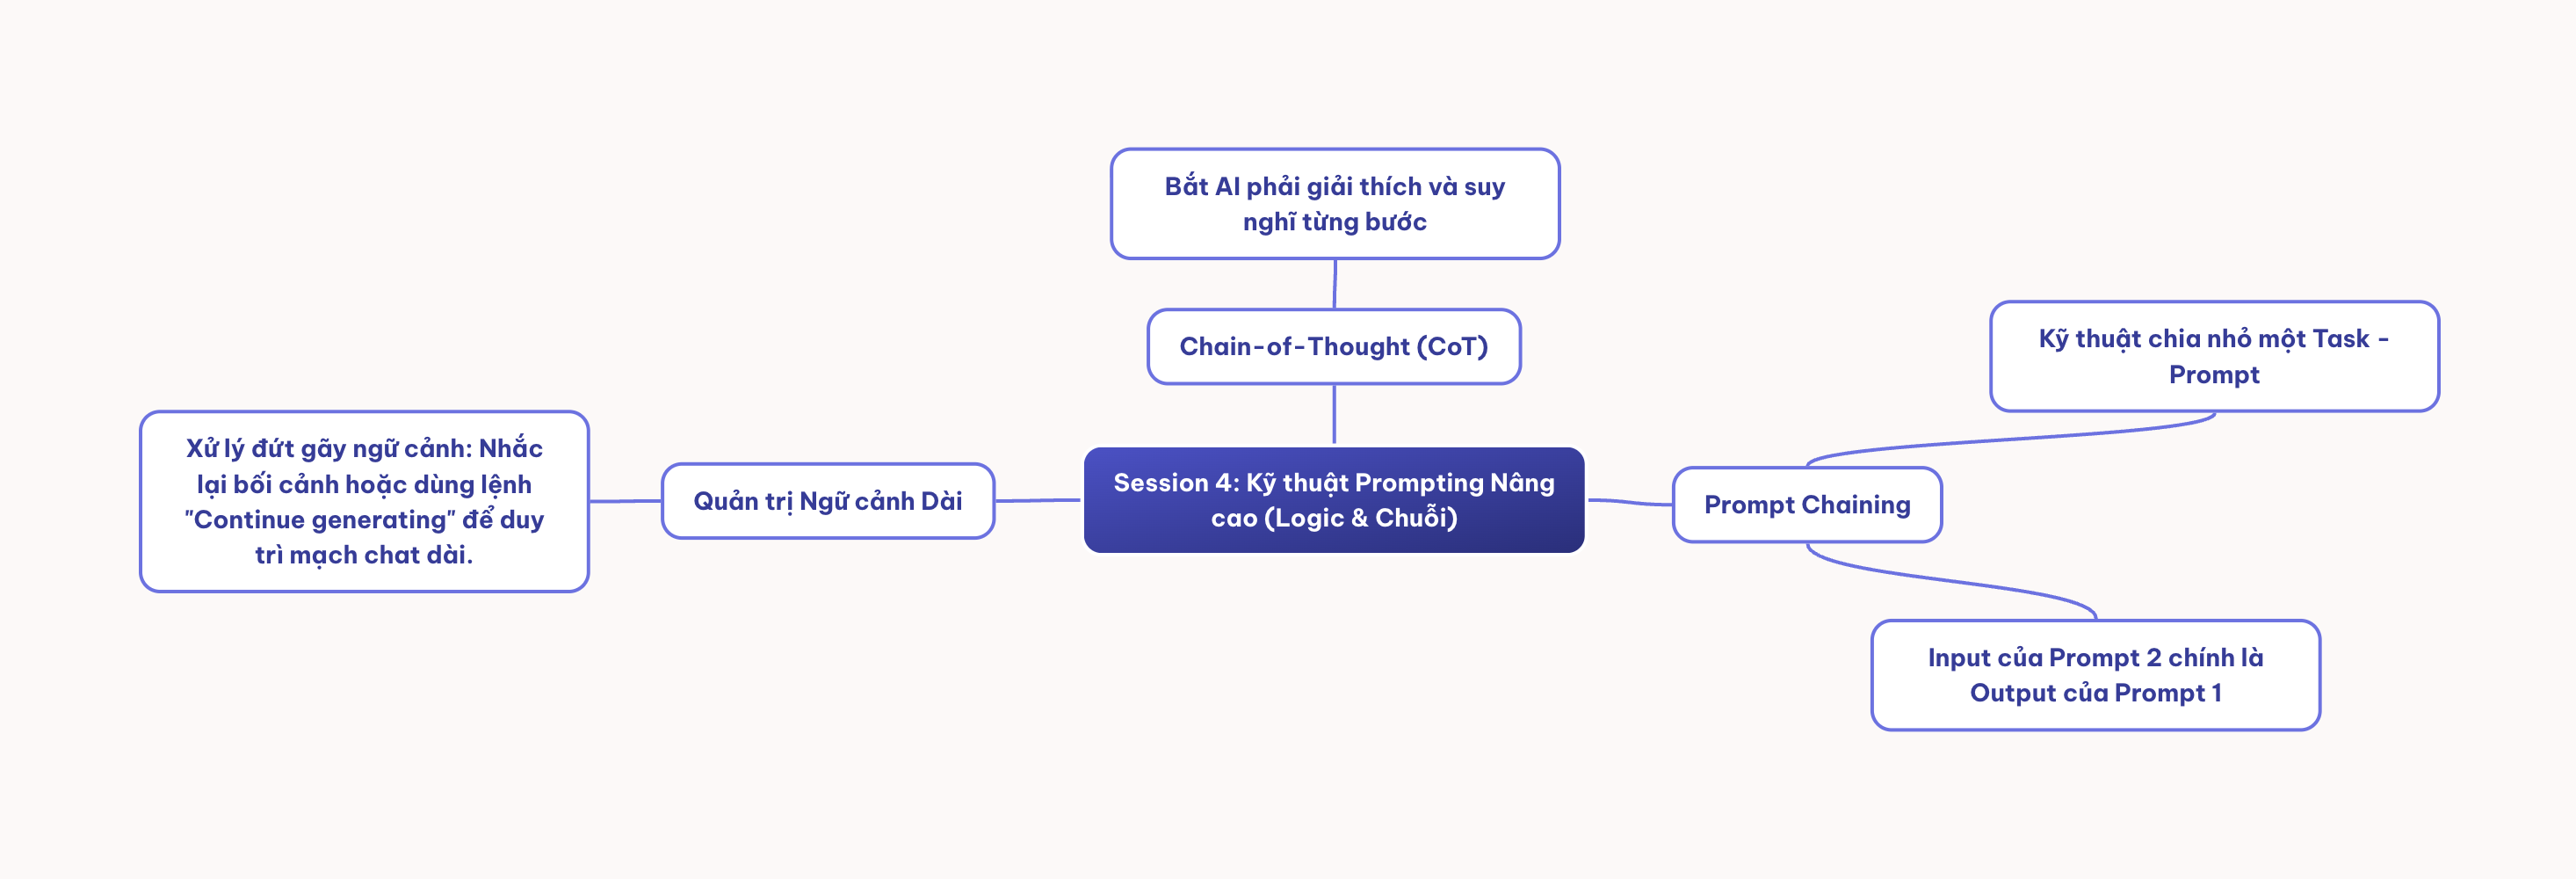 Bắt AI phải giải thích và suy
nghĩ từng bước
Chain-of-Thought (CoT)
Kỹ thuật chia nhỏ một Task -
Prompt
Xử lý đứt gãy ngữ cảnh: Nhắc
lại bối cảnh hoặc dùng lệnh
"Continue generating" để duy
trì mạch chat dài.
Quản trị Ngữ cảnh Dài
Session 4: Kỹ thuật Prompting Nâng
cao (Logic & Chuỗi)
Prompt Chaining
Input của Prompt 2 chính là
Output của Prompt 1